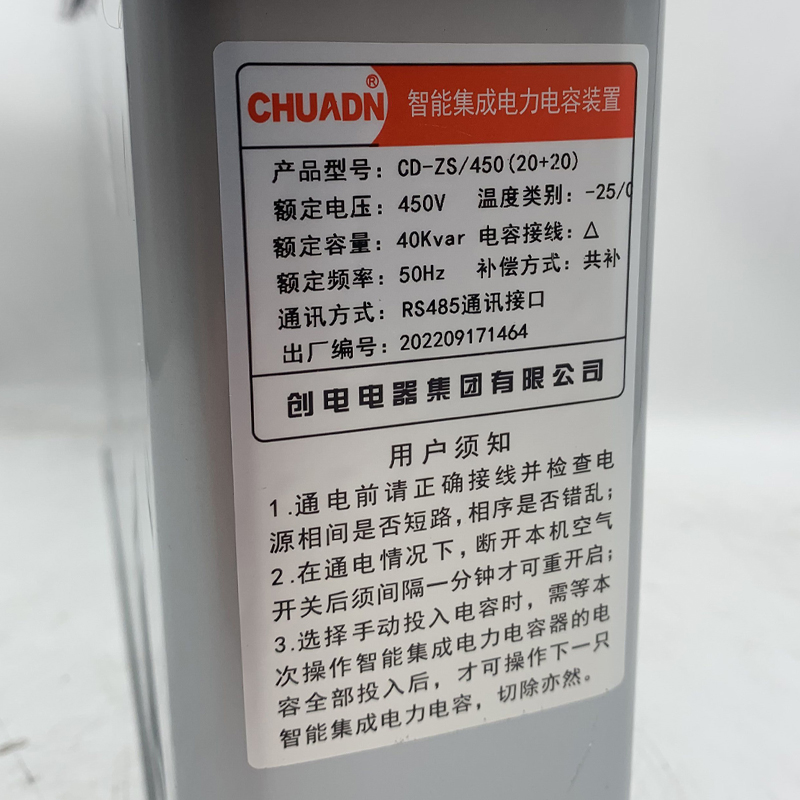 CHUADN® 智能集成电力电容装置
产品型号：CD-ZS/450(20+20)
额定电压：450V 温度类别：-25/
额定容量：40Kvar 电容接线：△
额定频率：50Hz 补偿方式：共补
通讯方式：RS485通讯接口
出厂编号：202209171464
创电电器集团有限公司
用户须知
1.通电前请正确接线并检查电
源相间是否短路，相序是否错乱；
2.在通电情况下，断开本机空气
开关后须间隔一分钟才可重开启；
3.选择手动投入电容时，需等本
次操作智能集成电力电容器的电
容全部投入后，才可操作下一只
智能集成电力电容，切除亦然。